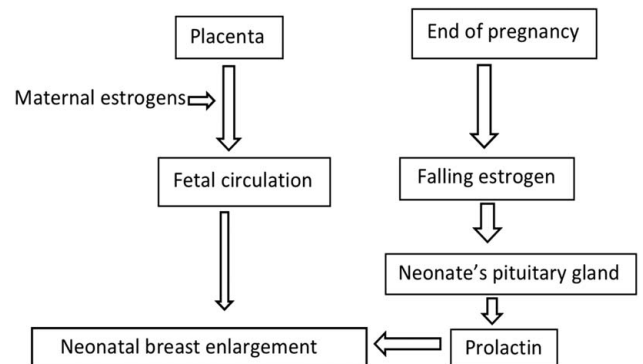 Placenta
End of pregnancy
Maternal estrogens
Fetal circulation
Falling estrogen
Neonate's pituitary gland
Neonatal breast enlargement
Prolactin